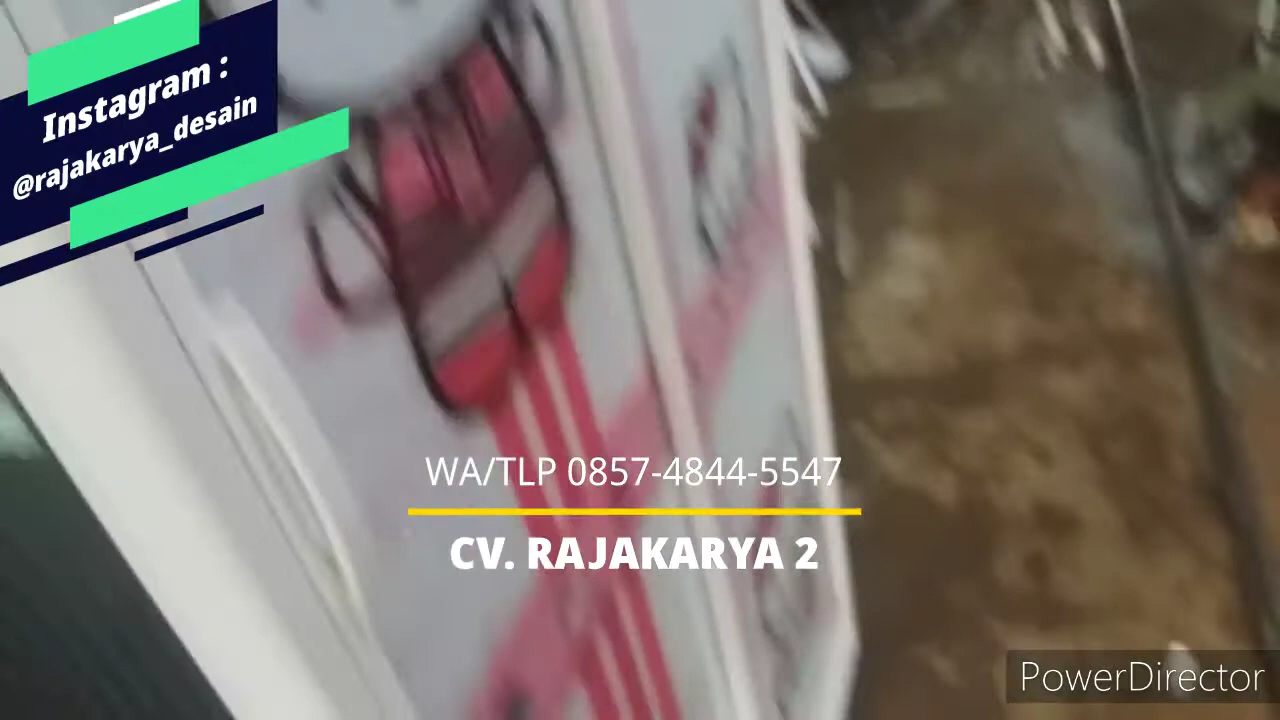 Instagram :
@rajakarya_desain
WA/TLP 0857-4844-5547
CV. RAJAKARYA 2
PowerDirector